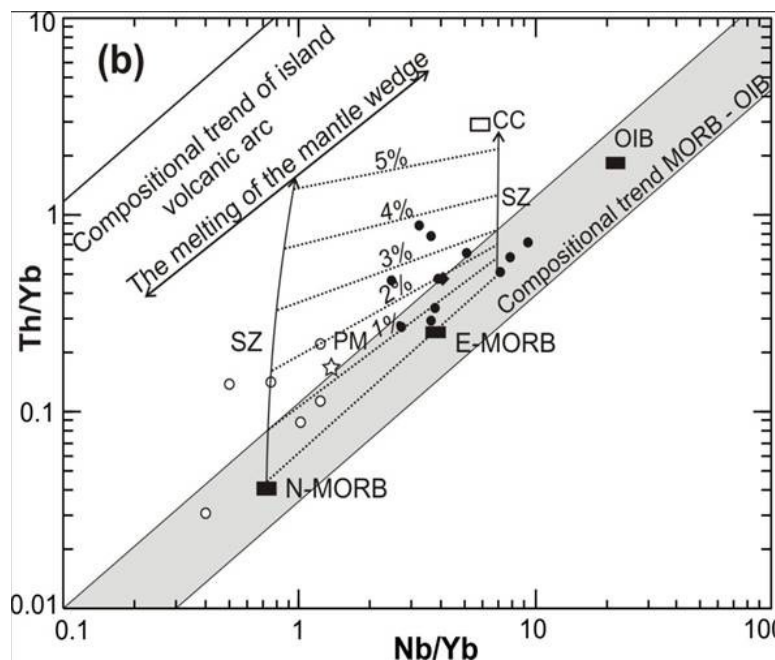 10
(b)
Compositional trend of island
volcanic arc
The melting of the mantle wedge
CC
OIB
5%
SZ
4%
1
3%
2%
Compositional trend MORB - OIB
Th/Yb
SZ
1%
PM
E-MORB
0.1
N-MORB
0.01
0.1
1
10
100
Nb/Yb